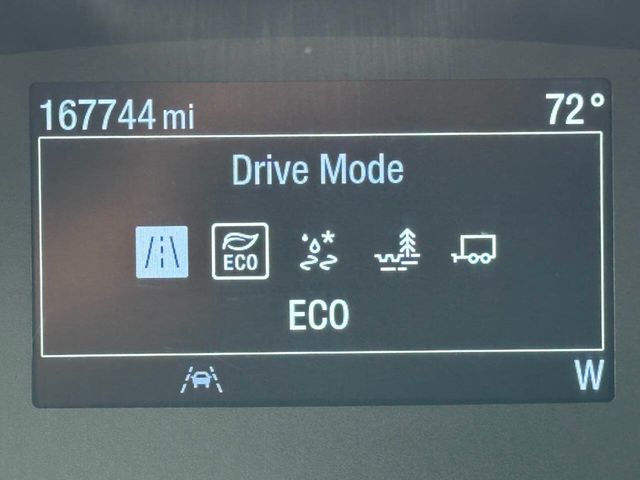 167744 mi 72°
Drive Mode
ECO
ECO
W